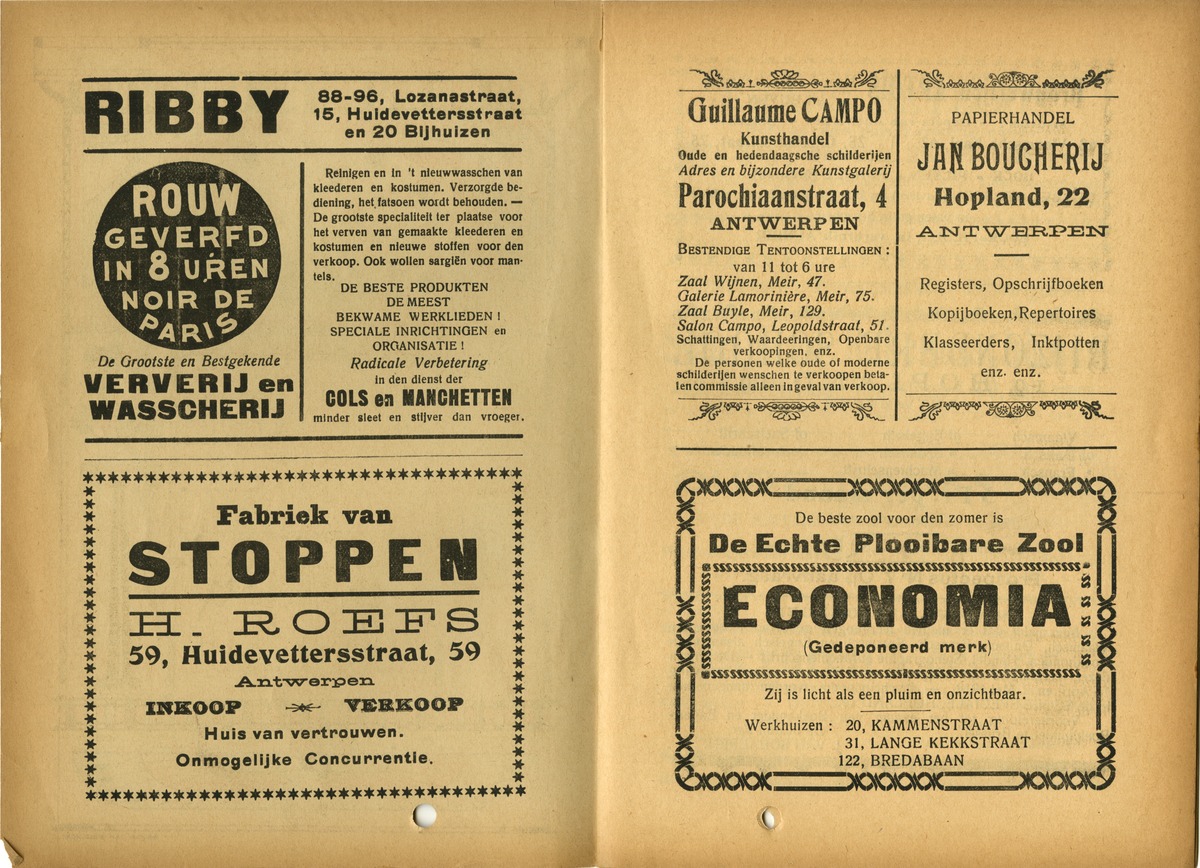 RIBBY
88-96, Lozanastraat,
15, Huidevettersstraat
en 20 Bijhuizen
ROUW
GEVERFD
IN 8 UREN
NOIR DE
PARIS
De Grootste en Bestgekende
VERVERIJ en
WASSCHERIJ
Reinigen en in 't nieuwwasschen van
kleederen en kostumen. Verzorgde be-
diening, het fatsoen wordt behouden. —
De grootste specialiteit ter plaatse voor
het verven van gemaakte kleederen en
kostumen en nieuwe stoffen voor den
verkoop. Ook wollen sargiën voor man-
tels.
DE BESTE PRODUKTEN
DE MEEST
BEKWAME WERKLIEDEN !
SPECIALE INRICHTINGEN en
ORGANISATIE !
Radicale Verbetering
in den dienst der
COLS en MANCHETTEN
minder sleet en stijver dan vroeger.
Fabriek van
STOPPEN
H. ROEFS
59, Huidevettersstraat, 59
Antwerpen
INKOOP VERKOOP
Huis van vertrouwen.
Onmogelijke Concurrentie.
Guillaume CAMPO
Kunsthandel
Oude en hedendaagsche schilderijen
Adres en bijzondere Kunstgalerij
Parochiaanstraat, 4
ANTWERPEN
BESTENDIGE TENTOONSTELLINGEN :
van 11 tot 6 ure
Zaal Wijnen, Meir, 47.
Galerie Lamorinière, Meir, 75.
Zaal Buyle, Meir, 129.
Salon Campo, Leopoldstraat, 51.
Schattingen, Waardeeringen, Openbare
verkoopingen, enz.
De personen welke oude of moderne
schilderijen wenschen te verkoopen beta-
len commissie alleen in geval van verkoop.
PAPIERHANDEL
JAN BOUCHERIJ
Hopland, 22
ANTWERPEN
Registers, Opschrijfboeken
Kopijboeken, Repertoires
Klasseerders, Inktpotten
enz. enz.
De beste zool voor den zomer is
De Echte Plooibare Zool
ECONOMIA
(Gedeponeerd merk)
Zij is licht als een pluim en onzichtbaar.
Werkhuizen : 20, KAMMENSTRAAT
31, LANGE KEKKSTRAAT
122, BREDABAAN